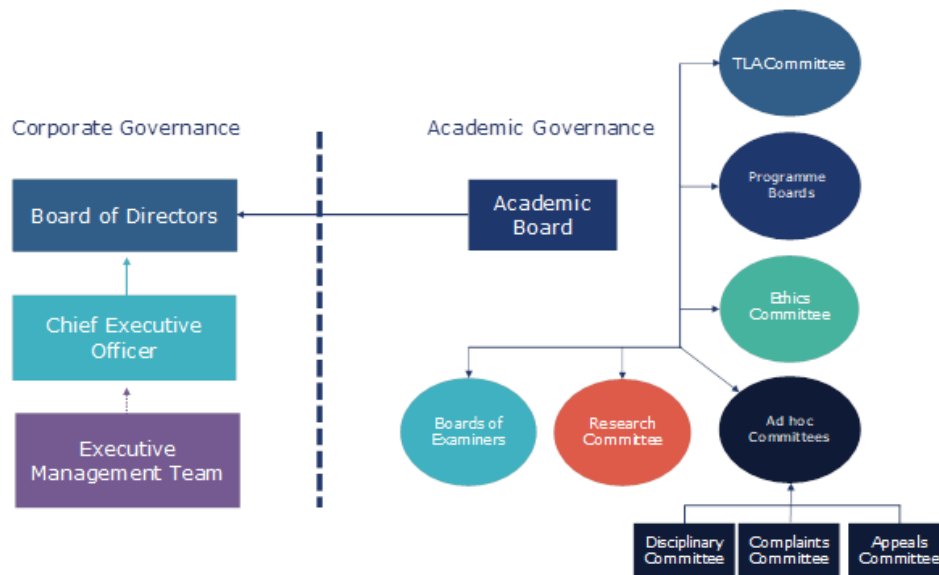 Corporate Governance
Academic Governance
Board of Directors
Chief Executive
Officer
Executive
Management Team
Academic
Board
TLACommittee
Programme
Boards
Ethics
Committee
Boards of
Examiners
Research
Committee
Ad hoc
Committees
Disciplinary
Committee
Complaints
Committee
Appeals
Committee